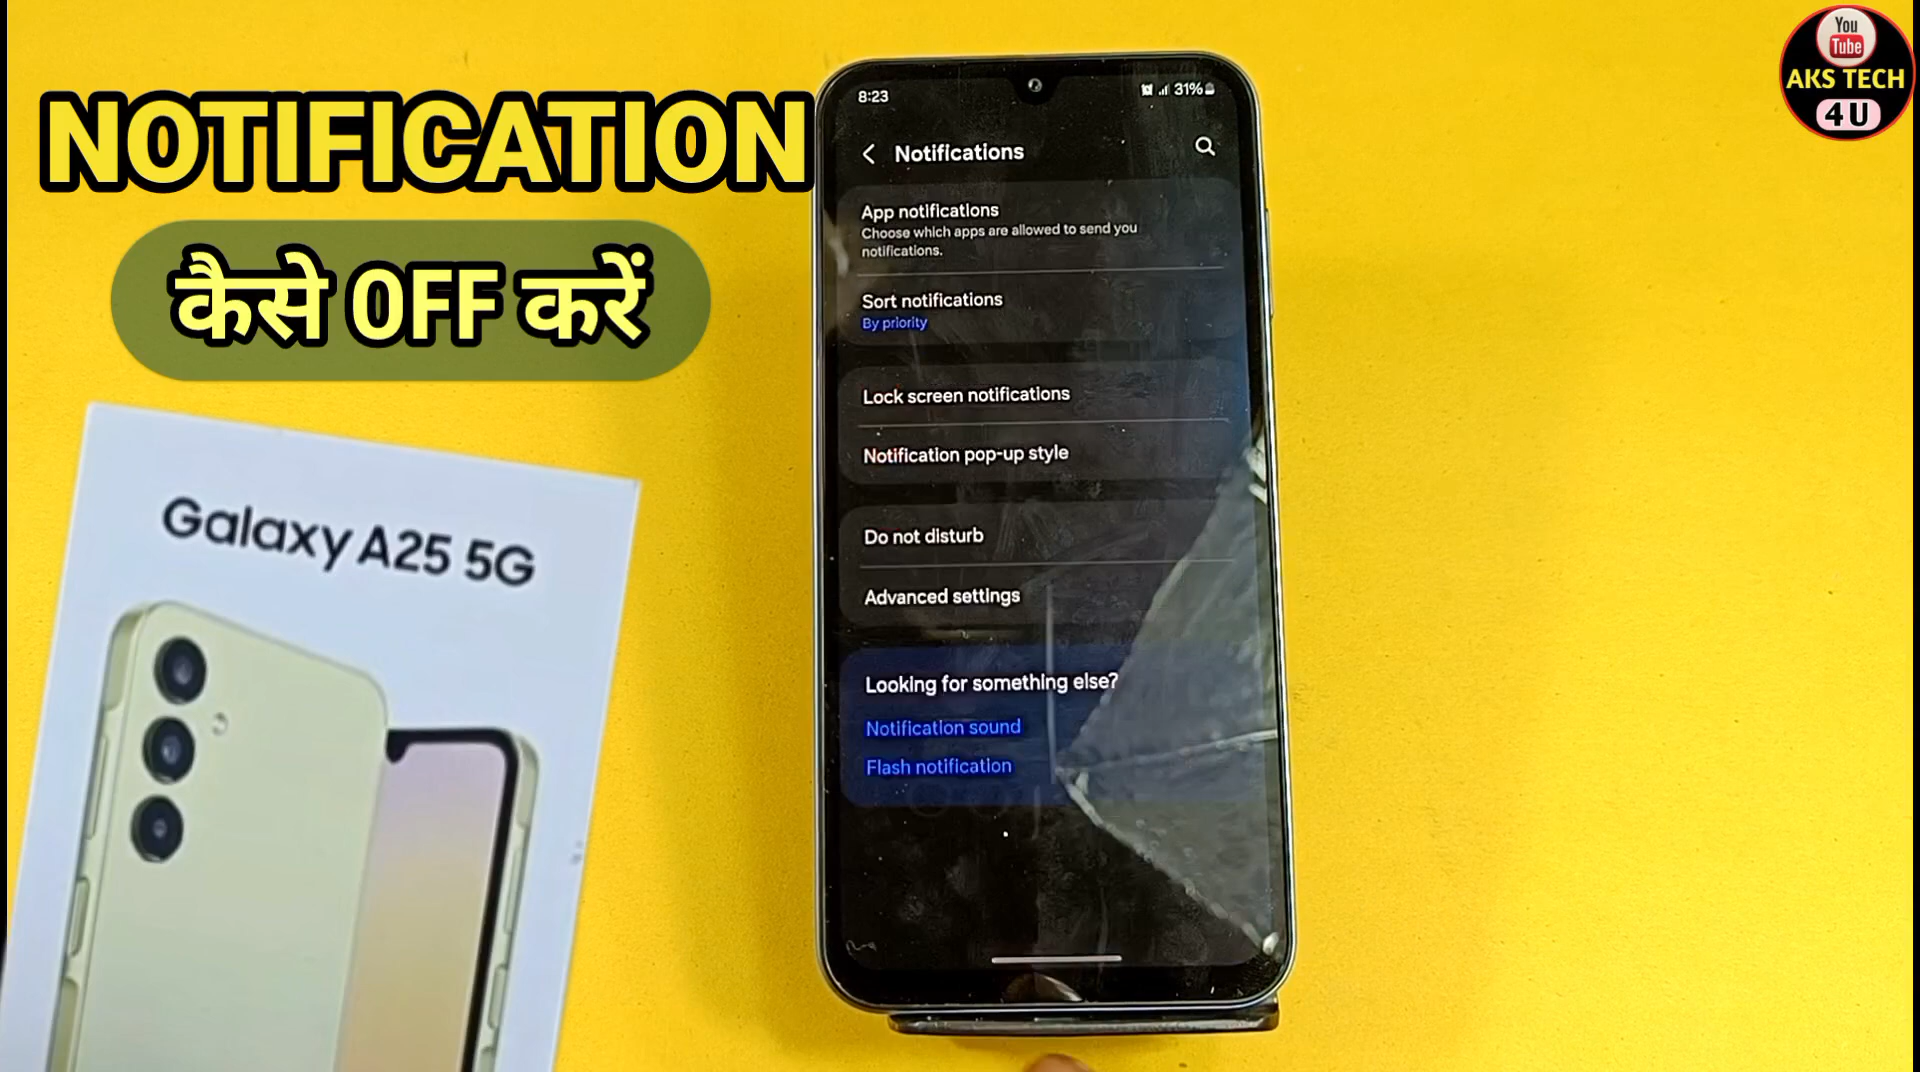 NOTIFICATION
कैसे OFF करें
Galaxy A25 5G
8:23
31%
Notifications
App notifications
Choose which apps are allowed to send you
notifications.
Sort notifications
By priority
Lock screen notifications
Notification pop-up style
Do not disturb
Advanced settings
Looking for something else?
Notification sound
Flash notification
You
Tube
AKS TECH
4U